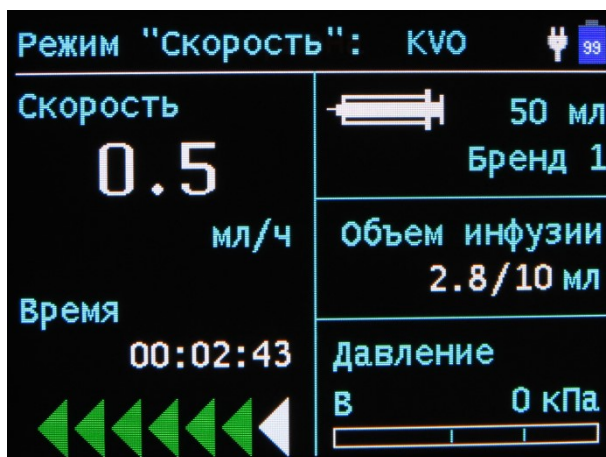 Режим "Скорость": KVO 99
Скорость
0.5
мл/ч
Время
00:02:43
50 мл
Бренд 1
Объем инфузии
2.8/10 мл
Давление
В 0 кПа